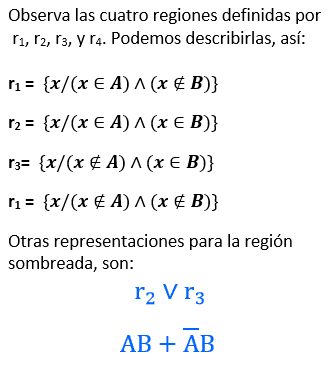 Observa las cuatro regiones definidas por
r₁, r₂, r₃, y r₄. Podemos describirlas, así:
r₁ = {x/(x ∈ A) ∧ (x ∉ B)}
r₂ = {x/(x ∈ A) ∧ (x ∈ B)}
r₃= {x/(x ∉ A) ∧ (x ∈ B)}
r₁ = {x/(x ∉ A) ∧ (x ∉ B)}
Otras representaciones para la región
sombreada, son:
r₂ ∨ r₃
AB + A̅B